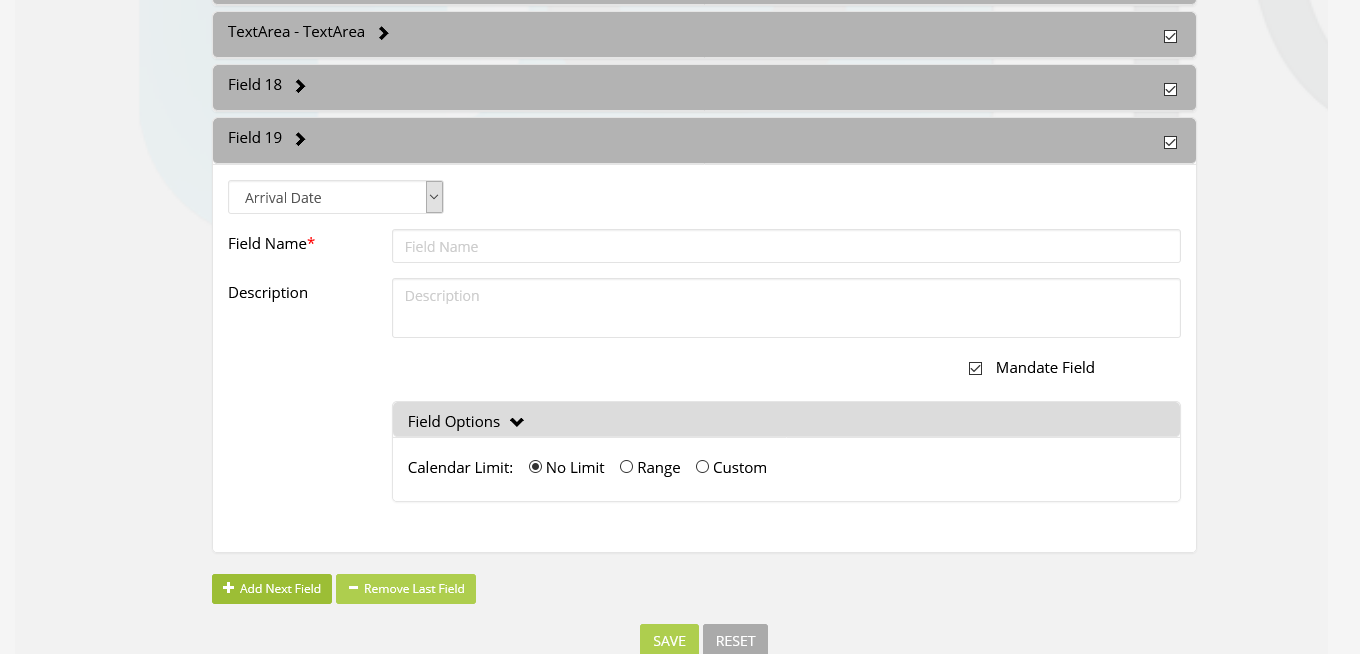 TextArea - TextArea
Field 18
Field 19
Arrival Date
Field Name*
Field Name
Description
Description
Mandate Field
Field Options
Calendar Limit: No Limit Range Custom
Add Next Field Remove Last Field
SAVE RESET